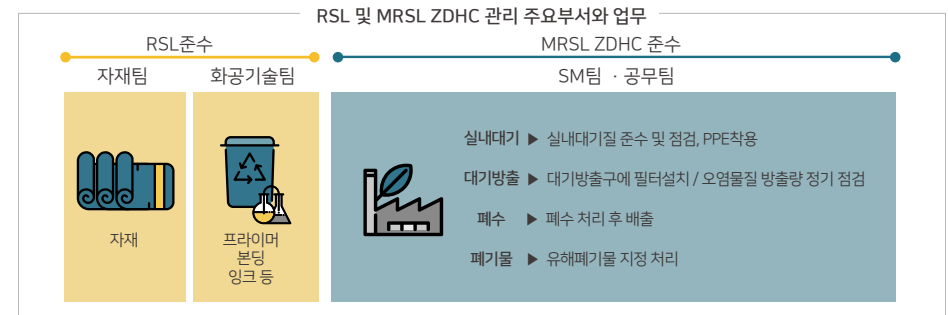 RSL 및 MRSL ZDHC 관리 주요부서와 업무
RSL준수
MRSL ZDHC 준수
자재팀
화공기술팀
SM팀 · 공무팀
자재
프라이머
본딩
잉크 등
실내대기 ▶ 실내대기질 준수 및 점검, PPE착용
대기방출 ▶ 대기방출구에 필터설치 / 오염물질 방출량 정기 점검
폐수 ▶ 폐수 처리 후 배출
폐기물 ▶ 유해폐기물 지정 처리